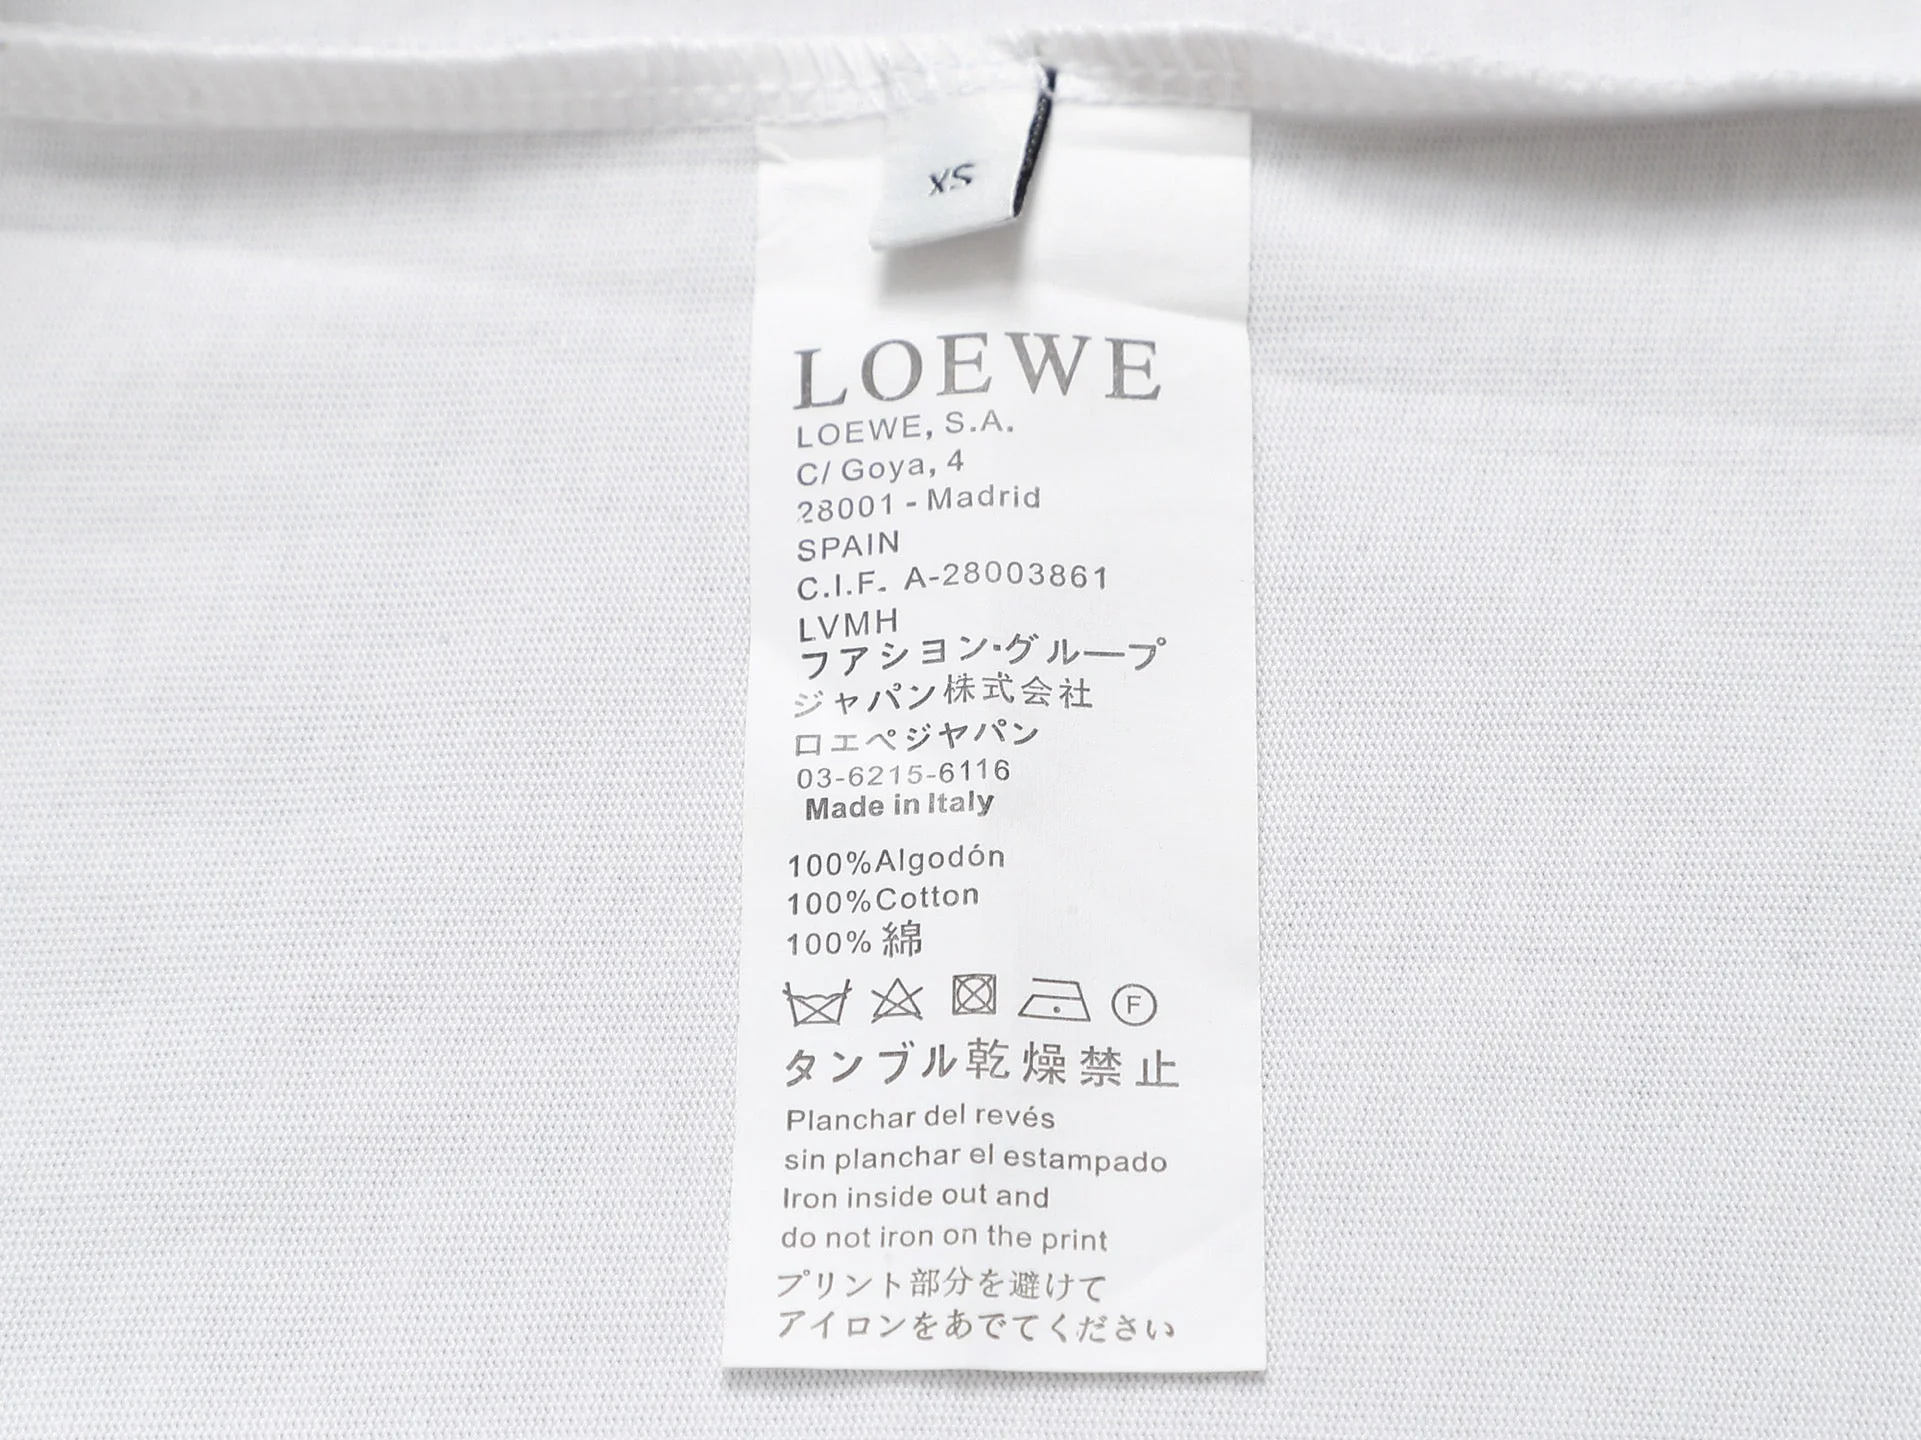 XS
LOEWE
LOEWE, S.A.
C/ Goya, 4
28001 - Madrid
SPAIN
C.I.F. A-28003861
LVMH
フアシヨン・グループ
ジャパン株式会社
ロエペジヤパン
03-6215-6116
Made in Italy
100%Algodón
100%Cotton
100% 綿
F
タンブル乾燥禁止
Planchar del revés
sin planchar el estampado
Iron inside out and
do not iron on the print
プリント部分を避けて
アイロンをあでてください